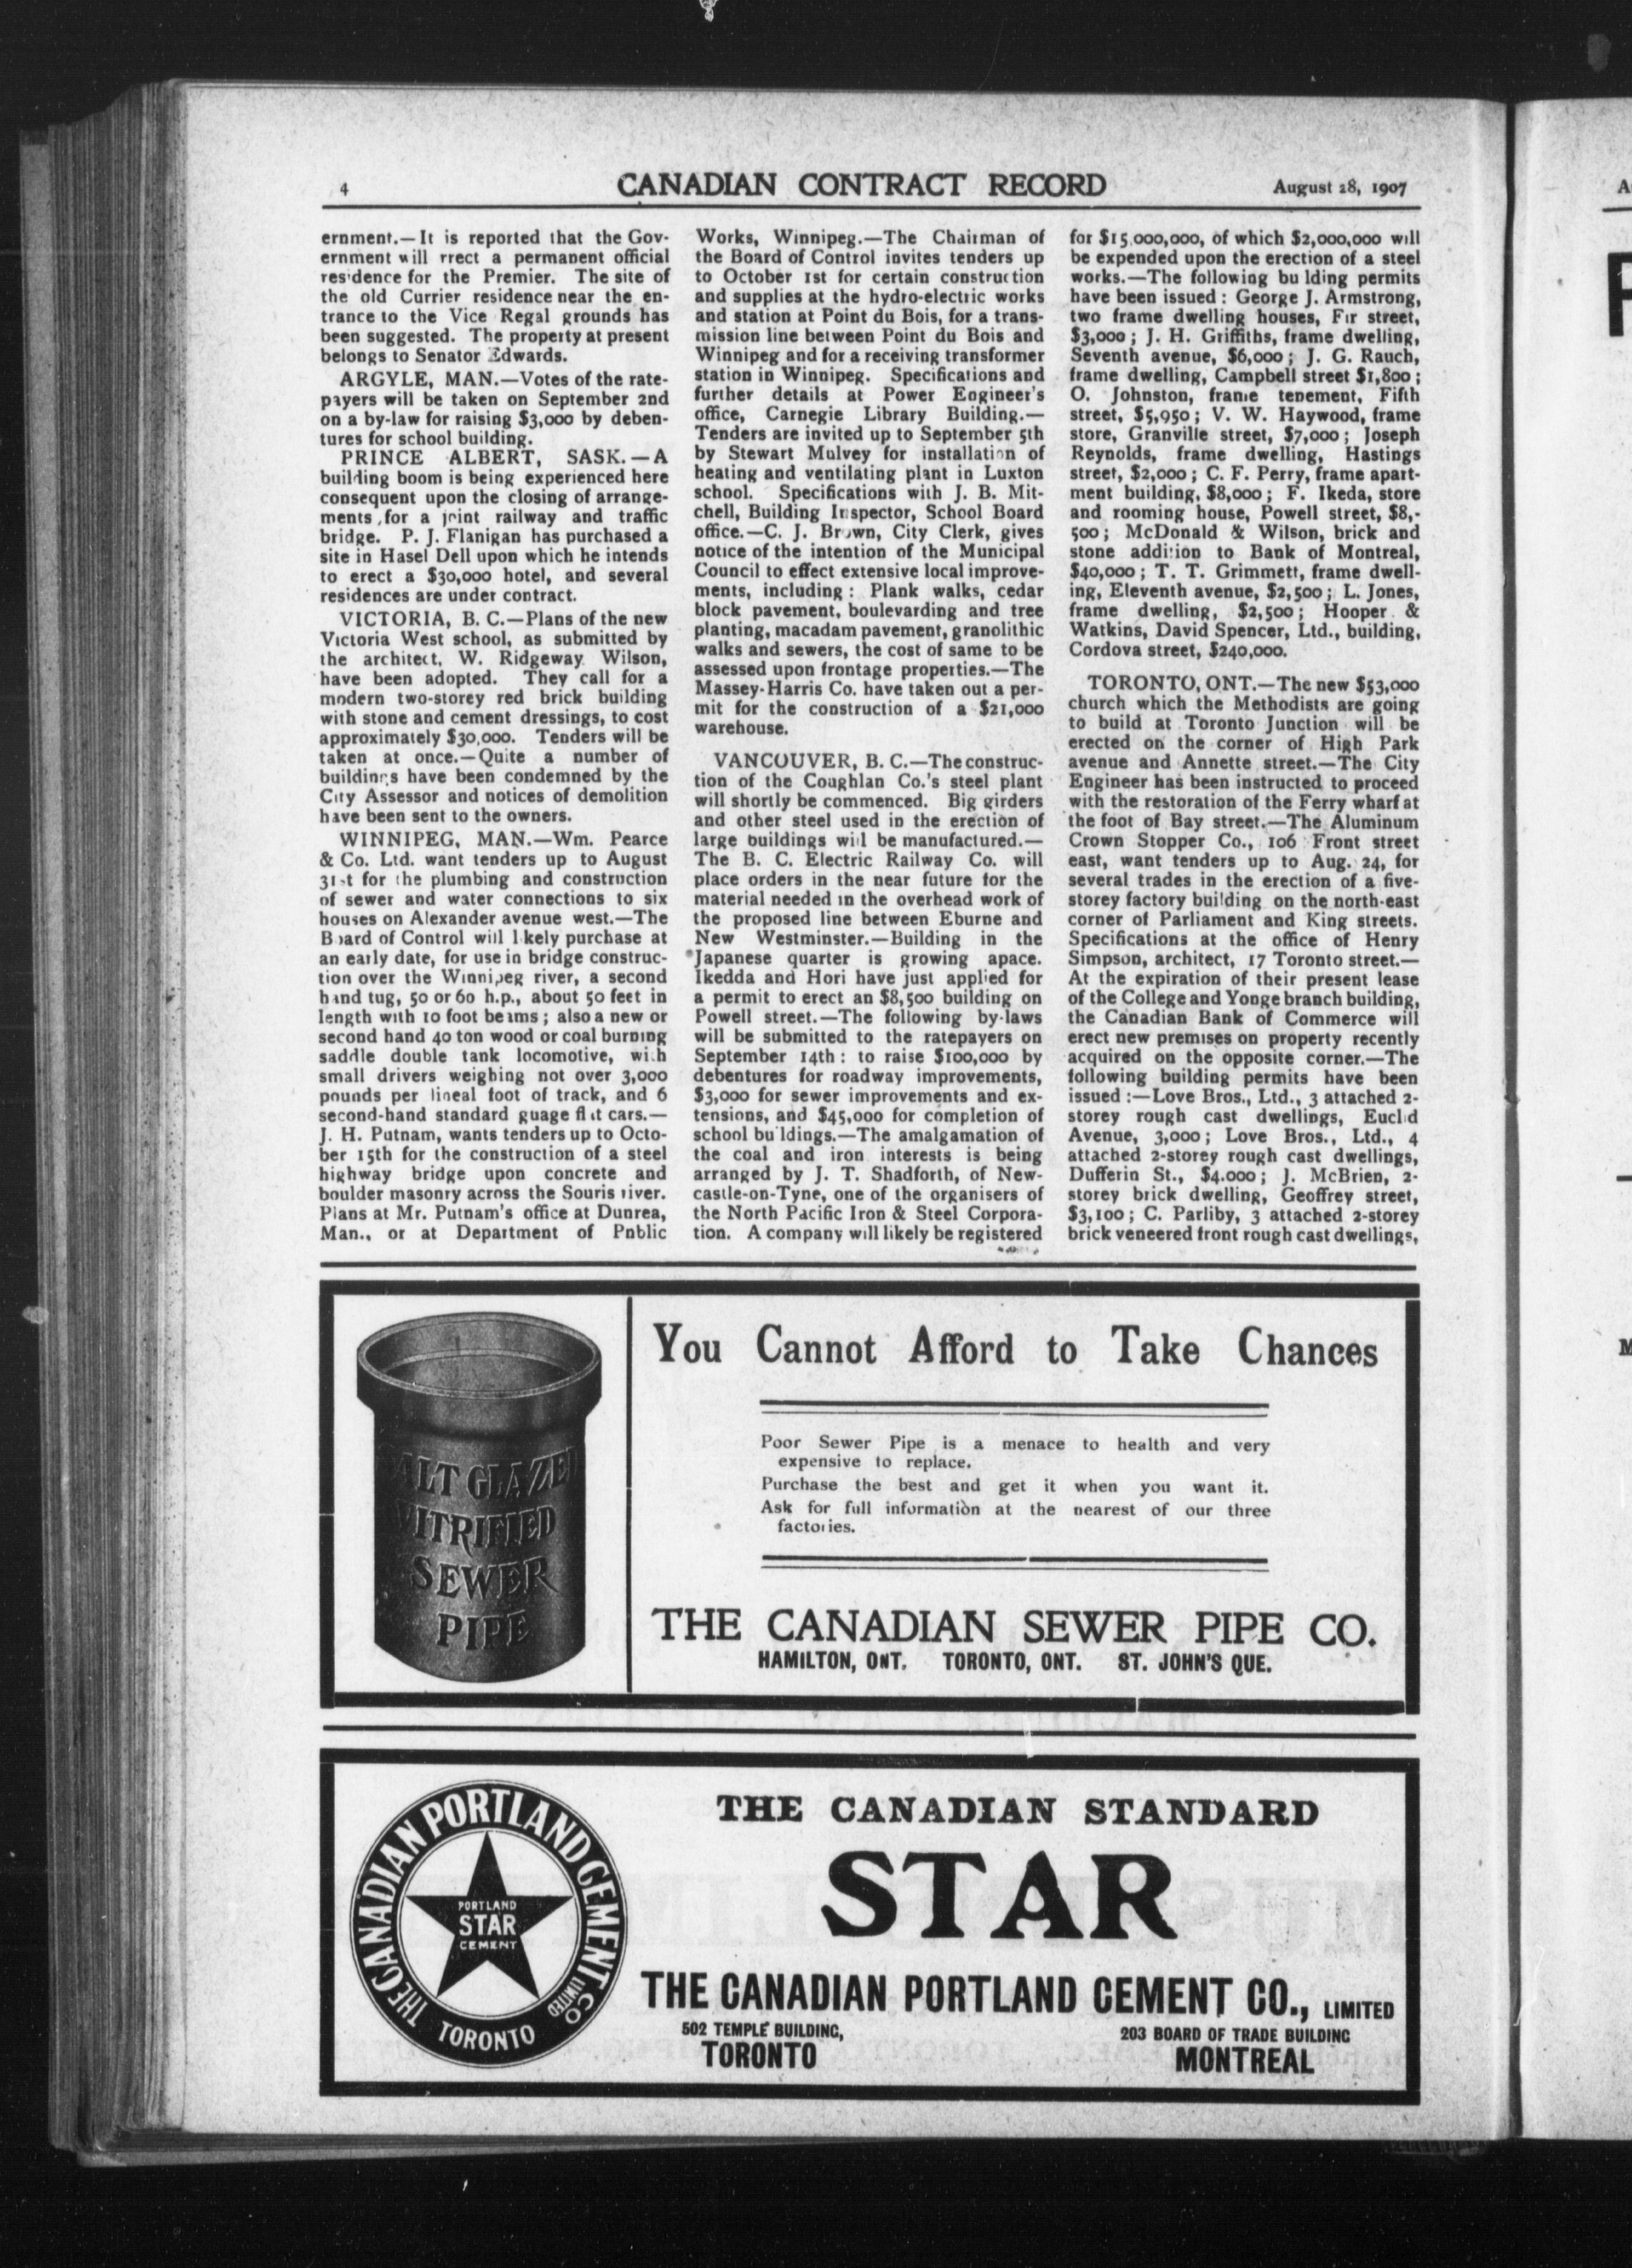 4
CANADIAN CONTRACT RECORD
August 28, 1907
ernment.—It is reported that the Gov-
ernment will rrect a permanent official
residence for the Premier. The site of
the old Currier residence near the en-
trance to the Vice Regal grounds has
been suggested. The property at present
belongs to Senator Edwards.
ARGYLE, MAN.—Votes of the rate-
payers will be taken on September 2nd
on a by-law for raising $3,000 by deben-
tures for school building.
PRINCE ALBERT, SASK.—A
building boom is being experienced here
consequent upon the closing of arrange-
ments for a joint railway and traffic
bridge. P. J. Flanigan has purchased a
site in Hasel Dell upon which he intends
to erect a $30,000 hotel, and several
residences are under contract.
VICTORIA, B. C.—Plans of the new
Victoria West school, as submitted by
the architect, W. Ridgeway Wilson,
have been adopted. They call for a
modern two-storey red brick building
with stone and cement dressings, to cost
approximately $30,000. Tenders will be
taken at once.—Quite a number of
buildings have been condemned by the
City Assessor and notices of demolition
have been sent to the owners.
WINNIPEG, MAN.—Wm. Pearce
& Co. Ltd. want tenders up to August
31st for the plumbing and construction
of sewer and water connections to six
houses on Alexander avenue west.—The
Board of Control will likely purchase at
an early date, for use in bridge construc-
tion over the Winnipeg river, a second
hand tug, 50 or 60 h.p., about 50 feet in
length with 10 foot beams; also a new or
second hand 40 ton wood or coal burning
saddle double tank locomotive, with
small drivers weighing not over 3,000
pounds per lineal foot of track, and 6
second-hand standard guage flat cars.—
J. H. Putnam, wants tenders up to Octo-
ber 15th for the construction of a steel
highway bridge upon concrete and
boulder masonry across the Souris river.
Plans at Mr. Putnam's office at Dunrea,
Man., or at Department of Pnblic
Works, Winnipeg.—The Chairman of
the Board of Control invites tenders up
to October 1st for certain construction
and supplies at the hydro-electric works
and station at Point du Bois, for a trans-
mission line between Point du Bois and
Winnipeg and for a receiving transformer
station in Winnipeg. Specifications and
further details at Power Engineer's
office, Carnegie Library Building.—
Tenders are invited up to September 5th
by Stewart Mulvey for installation of
heating and ventilating plant in Luxton
school. Specifications with J. B. Mit-
chell, Building Inspector, School Board
office.—C. J. Brown, City Clerk, gives
notice of the intention of the Municipal
Council to effect extensive local improve-
ments, including: Plank walks, cedar
block pavement, boulevarding and tree
planting, macadam pavement, granolithic
walks and sewers, the cost of same to be
assessed upon frontage properties.—The
Massey-Harris Co. have taken out a per-
mit for the construction of a $21,000
warehouse.
VANCOUVER, B. C.—The construc-
tion of the Coughlan Co.'s steel plant
will shortly be commenced. Big girders
and other steel used in the erection of
large buildings will be manufactured.—
The B. C. Electric Railway Co. will
place orders in the near future for the
material needed in the overhead work of
the proposed line between Eburne and
New Westminster.—Building in the
Japanese quarter is growing apace.
Ikedda and Hori have just applied for
a permit to erect an $8,500 building on
Powell street.—The following by-laws
will be submitted to the ratepayers on
September 14th: to raise $100,000 by
debentures for roadway improvements,
$3,000 for sewer improvements and ex-
tensions, and $45,000 for completion of
school buildings.—The amalgamation of
the coal and iron interests is being
arranged by J. T. Shadforth, of New-
castle-on-Tyne, one of the organisers of
the North Pacific Iron & Steel Corpora-
tion. A company will likely be registered
for $15,000,000, of which $2,000,000 will
be expended upon the erection of a steel
works.—The following building permits
have been issued: George J. Armstrong,
two frame dwelling houses, Fir street,
$3,000; J. H. Griffiths, frame dwelling,
Seventh avenue, $6,000; J. G. Rauch,
frame dwelling, Campbell street $1,800;
O. Johnston, frame tenement, Fifth
street, $5,950; V. W. Haywood, frame
store, Granville street, $7,000; Joseph
Reynolds, frame dwelling, Hastings
street, $2,000; C. F. Perry, frame apart-
ment building, $8,000; F. Ikeda, store
and rooming house, Powell street, $8,-
500; McDonald & Wilson, brick and
stone addition to Bank of Montreal,
$40,000; T. T. Grimmett, frame dwell-
ing, Eleventh avenue, $2,500; L. Jones,
frame dwelling, $2,500; Hooper &
Watkins, David Spencer, Ltd., building,
Cordova street, $240,000.
TORONTO, ONT.—The new $53,000
church which the Methodists are going
to build at Toronto Junction will be
erected on the corner of High Park
avenue and Annette street.—The City
Engineer has been instructed to proceed
with the restoration of the Ferry wharf at
the foot of Bay street.—The Aluminum
Crown Stopper Co., 106 Front street
east, want tenders up to Aug. 24, for
several trades in the erection of a five-
storey factory building on the north-east
corner of Parliament and King streets.
Specifications at the office of Henry
Simpson, architect, 17 Toronto street.—
At the expiration of their present lease
of the College and Yonge branch building,
the Canadian Bank of Commerce will
erect new premises on property recently
acquired on the opposite corner.—The
following building permits have been
issued:—Love Bros., Ltd., 3 attached 2-
storey rough cast dwellings, Euclid
Avenue, 3,000; Love Bros., Ltd., 4
attached 2-storey rough cast dwellings,
Dufferin St., $4.000; J. McBrien, 2-
storey brick dwelling, Geoffrey street,
$3,100; C. Parliby, 3 attached 2-storey
brick veneered front rough cast dwellings,
ALT GLAZED
VITRIFIED
SEWER
PIPE
You Cannot Afford to Take Chances
Poor Sewer Pipe is a menace to health and very
expensive to replace.
Purchase the best and get it when you want it.
Ask for full information at the nearest of our three
factories.
THE CANADIAN SEWER PIPE CO.
HAMILTON, ONT. TORONTO, ONT. ST. JOHN'S QUE.
THE CANADIAN PORTLAND CEMENT CO
LIMITED
TORONTO
PORTLAND
STAR
CEMENT
THE CANADIAN STANDARD
STAR
THE CANADIAN PORTLAND CEMENT CO., LIMITED
502 TEMPLE BUILDING,
TORONTO
203 BOARD OF TRADE BUILDING
MONTREAL